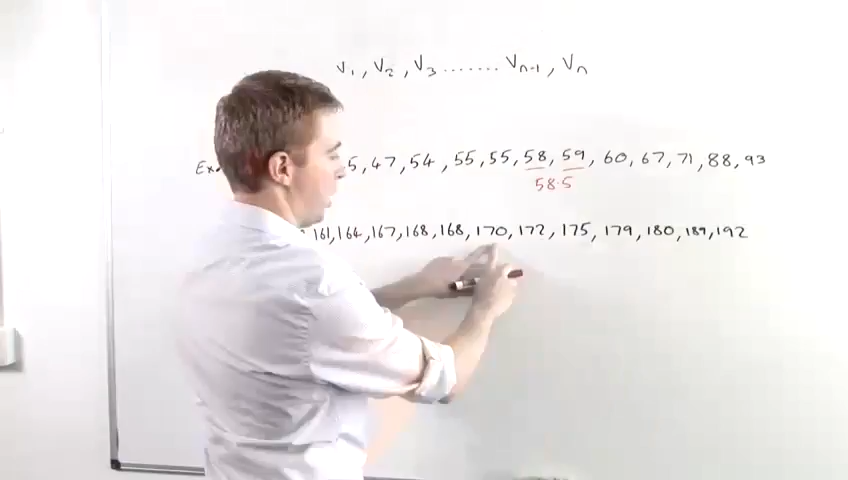 V₁, V₂, V₃ ....... Vₙ₋₁, Vₙ
5, 47, 54, 55, 55, 58, 59, 60, 67, 71, 88, 93
58·5
161, 164, 167, 168, 168, 170, 172, 175, 179, 180, 189, 192